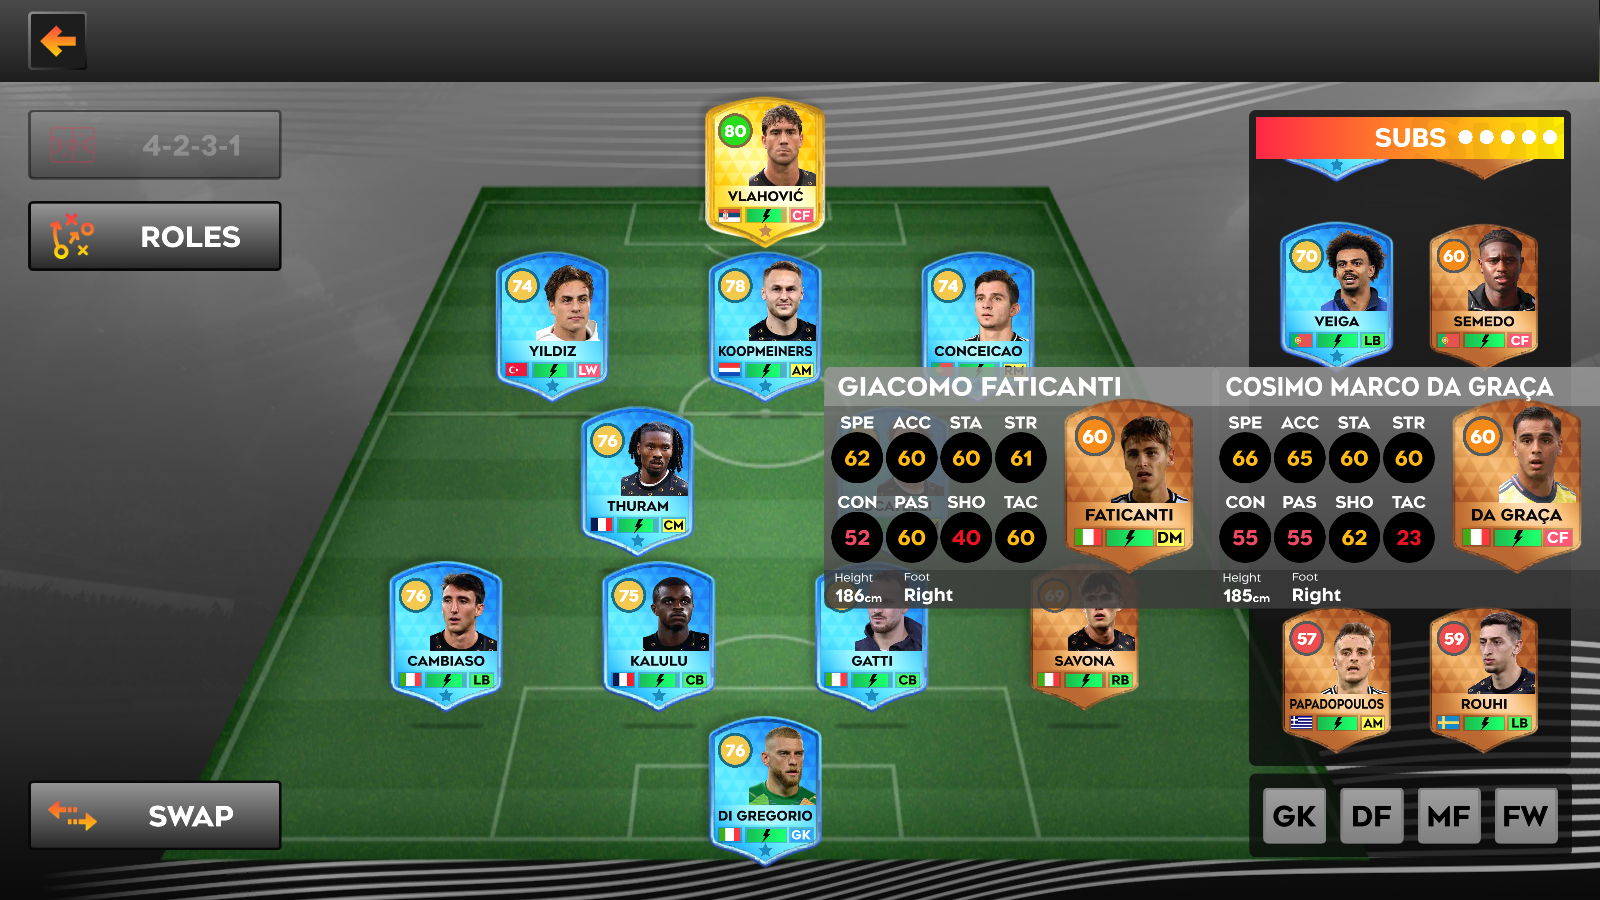 4-2-3-1
ROLES
SWAP
80
VLAHOVIĆ
CF
74
YILDIZ
LW
78
KOOPMEINERS
AM
74
CONCEICAO
RM
76
THURAM
CM
76
CAMBIASO
LB
75
KALULU
CB
GATTI
CB
69
SAVONA
RB
76
DI GREGORIO
GK
GIACOMO FATICANTI
SPE ACC STA STR
62 60 60 61
CON PAS SHO TAC
52 60 40 60
Height Foot
186cm Right
60
FATICANTI
DM
COSIMO MARCO DA GRAÇA
SPE ACC STA STR
66 65 60 60
CON PAS SHO TAC
55 55 62 23
Height Foot
185cm Right
60
DA GRAÇA
CF
SUBS
70
VEIGA
LB
60
SEMEDO
CF
57
PAPADOPOULOS
AM
59
ROUHI
LB
GK DF MF FW